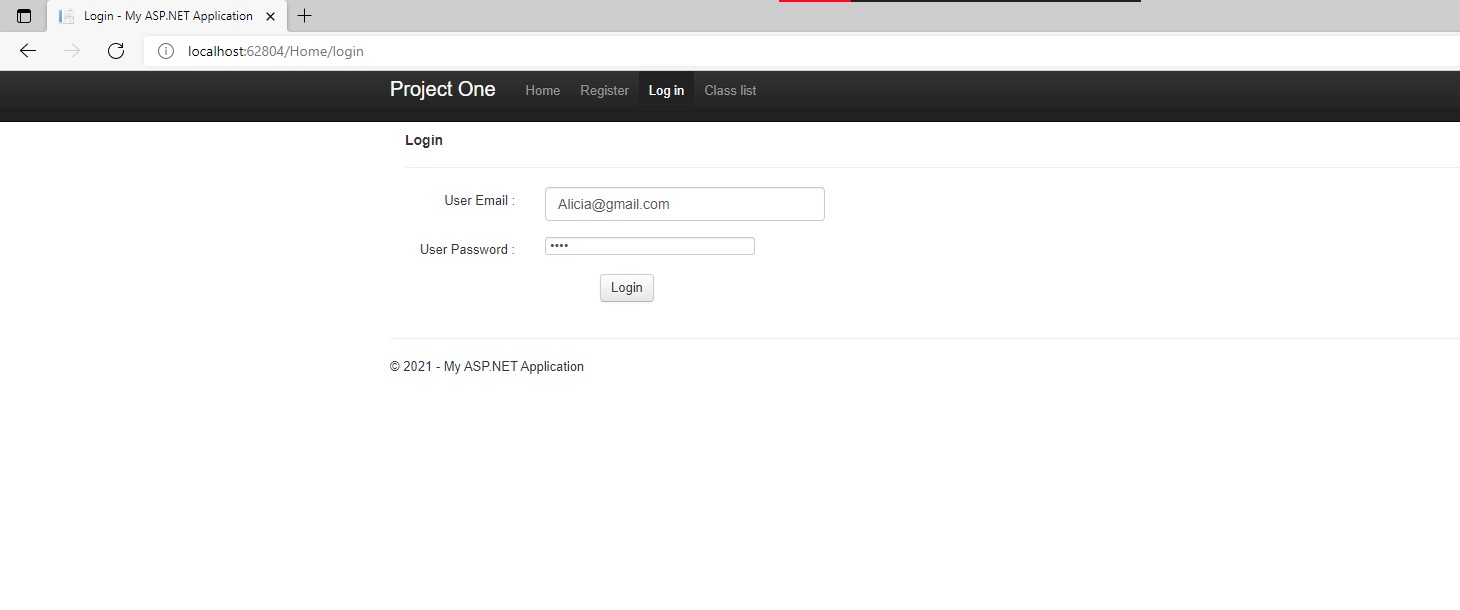 Login - My ASP.NET Application
localhost:62804/Home/login
Project One Home Register Log in Class list
Login
User Email : Alicia@gmail.com
User Password : ••••
Login
© 2021 - My ASP.NET Application